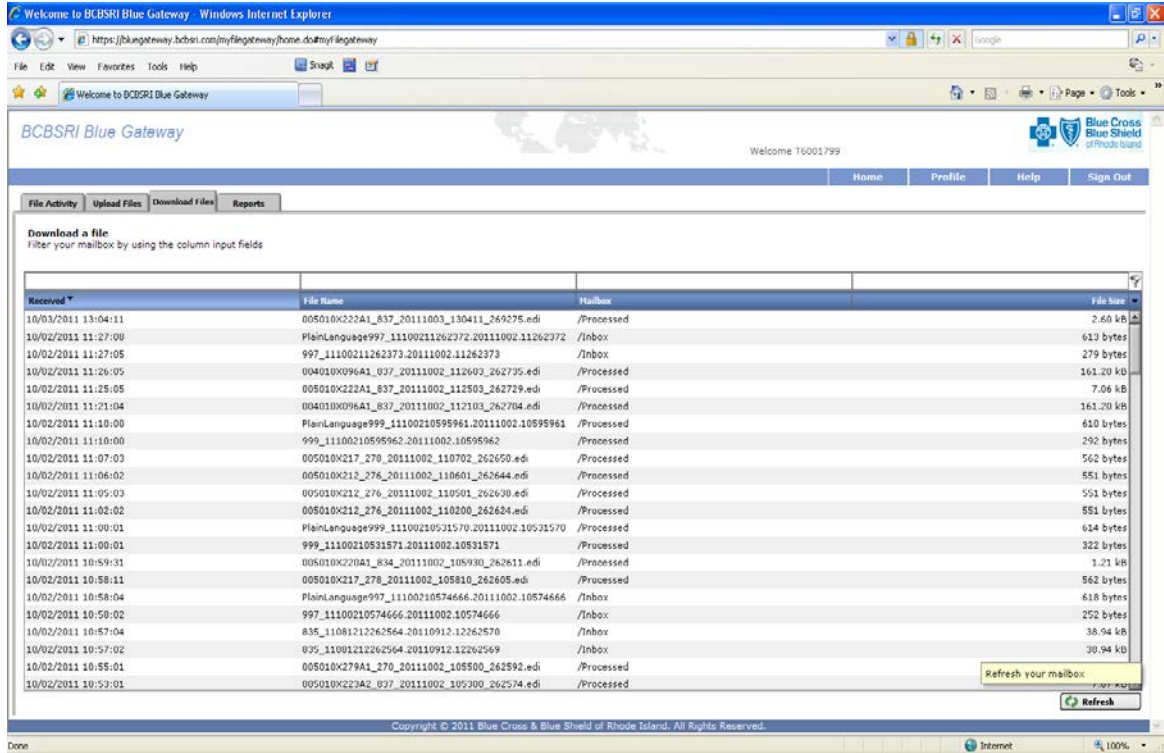 Welcome to BCBSRI Blue Gateway - Windows Internet Explorer
https://bluegateway.bcbsri.com/myfilegateway/home.do#myFilegateway
Google
File Edit View Favorites Tools Help
SnagIt
Welcome to BCBSRI Blue Gateway
Page Tools
BCBSRI Blue Gateway
Welcome T6001799
Blue Cross
Blue Shield
of Rhode Island
Home Profile Help Sign Out
File Activity Upload Files Download Files Reports
Download a file
Filter your mailbox by using the column input fields
Received File Name Mailbox File Size
10/03/2011 13:04:11 005010X222A1_837_20111003_130411_269275.edi /Processed 2.60 kB
10/02/2011 11:27:08 PlainLanguage997_11100211262372.20111002.11262372 /Inbox 613 bytes
10/02/2011 11:27:05 997_11100211262373.20111002.11262373 /Inbox 279 bytes
10/02/2011 11:26:05 004010X096A1_837_20111002_112603_262735.edi /Processed 161.20 kB
10/02/2011 11:25:05 005010X222A1_837_20111002_112503_262729.edi /Processed 7.06 kB
10/02/2011 11:21:04 004010X096A1_837_20111002_112103_262704.edi /Processed 161.20 kB
10/02/2011 11:10:00 PlainLanguage999_11100210595961.20111002.10595961 /Processed 610 bytes
10/02/2011 11:10:00 999_11100210595962.20111002.10595962 /Processed 292 bytes
10/02/2011 11:07:03 005010X217_278_20111002_110702_262650.edi /Processed 562 bytes
10/02/2011 11:06:02 005010X212_276_20111002_110601_262644.edi /Processed 551 bytes
10/02/2011 11:05:03 005010X212_276_20111002_110501_262638.edi /Processed 551 bytes
10/02/2011 11:02:02 005010X212_276_20111002_110200_262624.edi /Processed 551 bytes
10/02/2011 11:00:01 PlainLanguage999_11100210531570.20111002.10531570 /Processed 614 bytes
10/02/2011 11:00:01 999_11100210531571.20111002.10531571 /Processed 322 bytes
10/02/2011 10:59:31 005010X220A1_834_20111002_105930_262611.edi /Processed 1.21 kB
10/02/2011 10:58:11 005010X217_278_20111002_105810_262605.edi /Processed 562 bytes
10/02/2011 10:58:04 PlainLanguage997_11100210574666.20111002.10574666 /Inbox 618 bytes
10/02/2011 10:58:02 997_11100210574666.20111002.10574666 /Inbox 252 bytes
10/02/2011 10:57:04 835_11081212262564.20110912.12262570 /Inbox 38.94 kB
10/02/2011 10:57:02 835_11081212262564.20110912.12262569 /Inbox 38.94 kB
10/02/2011 10:55:01 005010X279A1_270_20111002_105500_262592.edi /Processed
Refresh your mailbox
10/02/2011 10:53:01 005010X223A2_837_20111002_105300_262574.edi /Processed
Refresh
Copyright © 2011 Blue Cross & Blue Shield of Rhode Island. All Rights Reserved.
Done Internet 100%